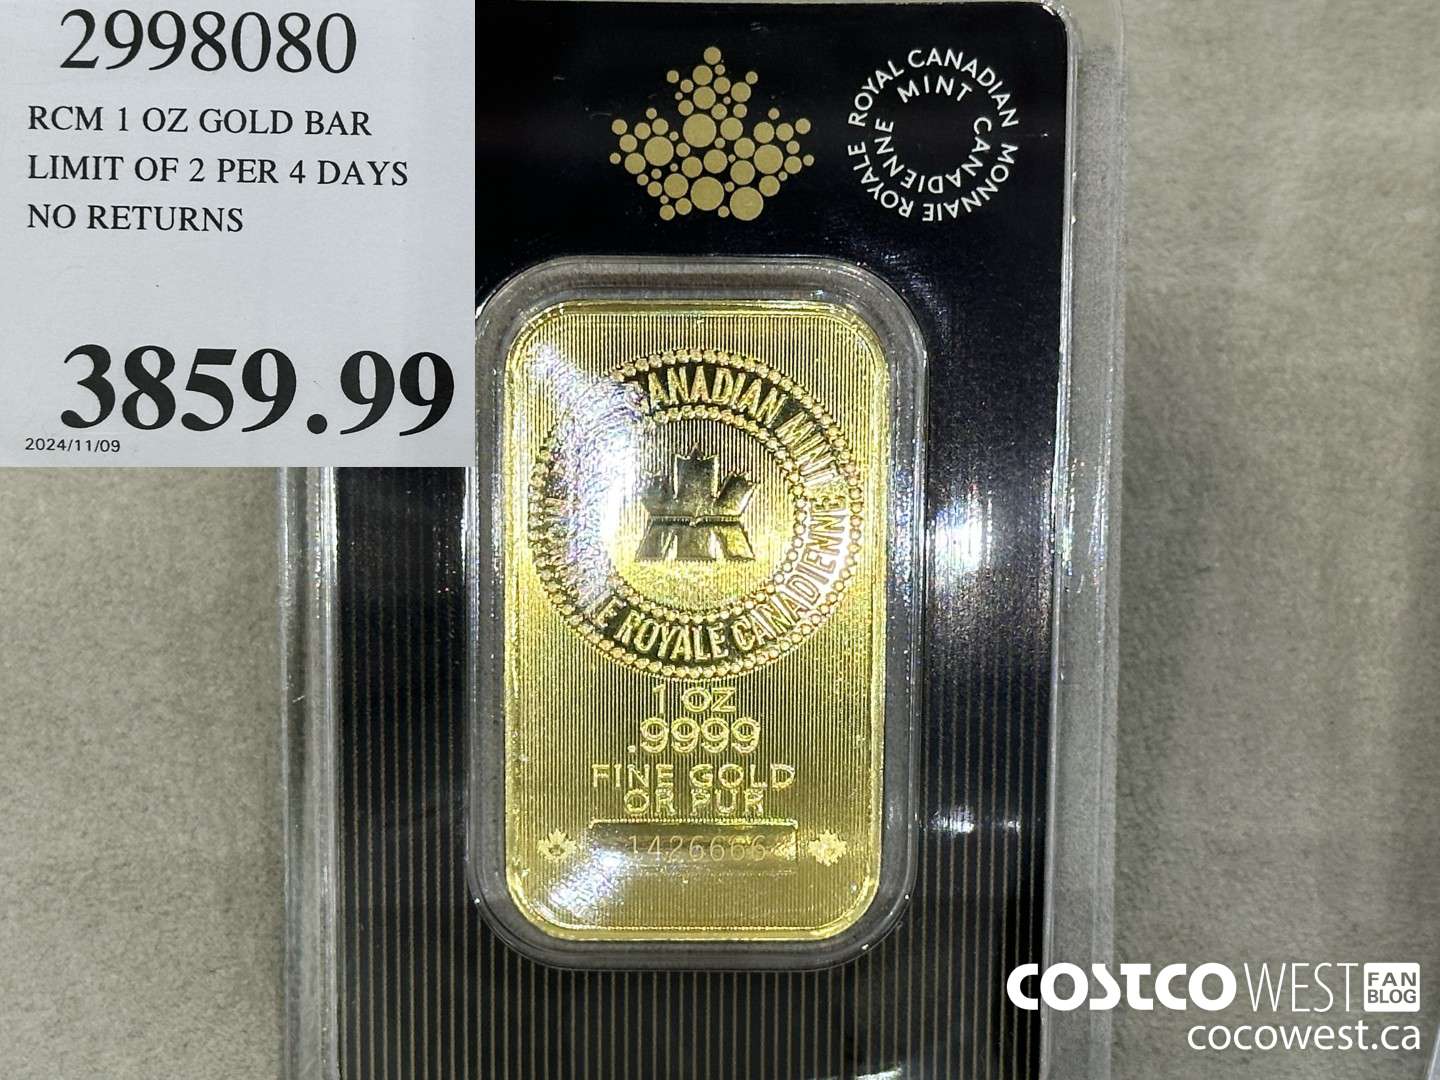 2998080
RCM 1 OZ GOLD BAR
LIMIT OF 2 PER 4 DAYS
NO RETURNS
3859.99
2024/11/09
ROYAL CANADIAN MINT
MONNAIE ROYALE CANADIENNE
CANADIAN MINT
ROYALE CANADIENNE
1 OZ
.9999
FINE GOLD
OR PUR
COSTCO WEST FAN BLOG
cocowest.ca